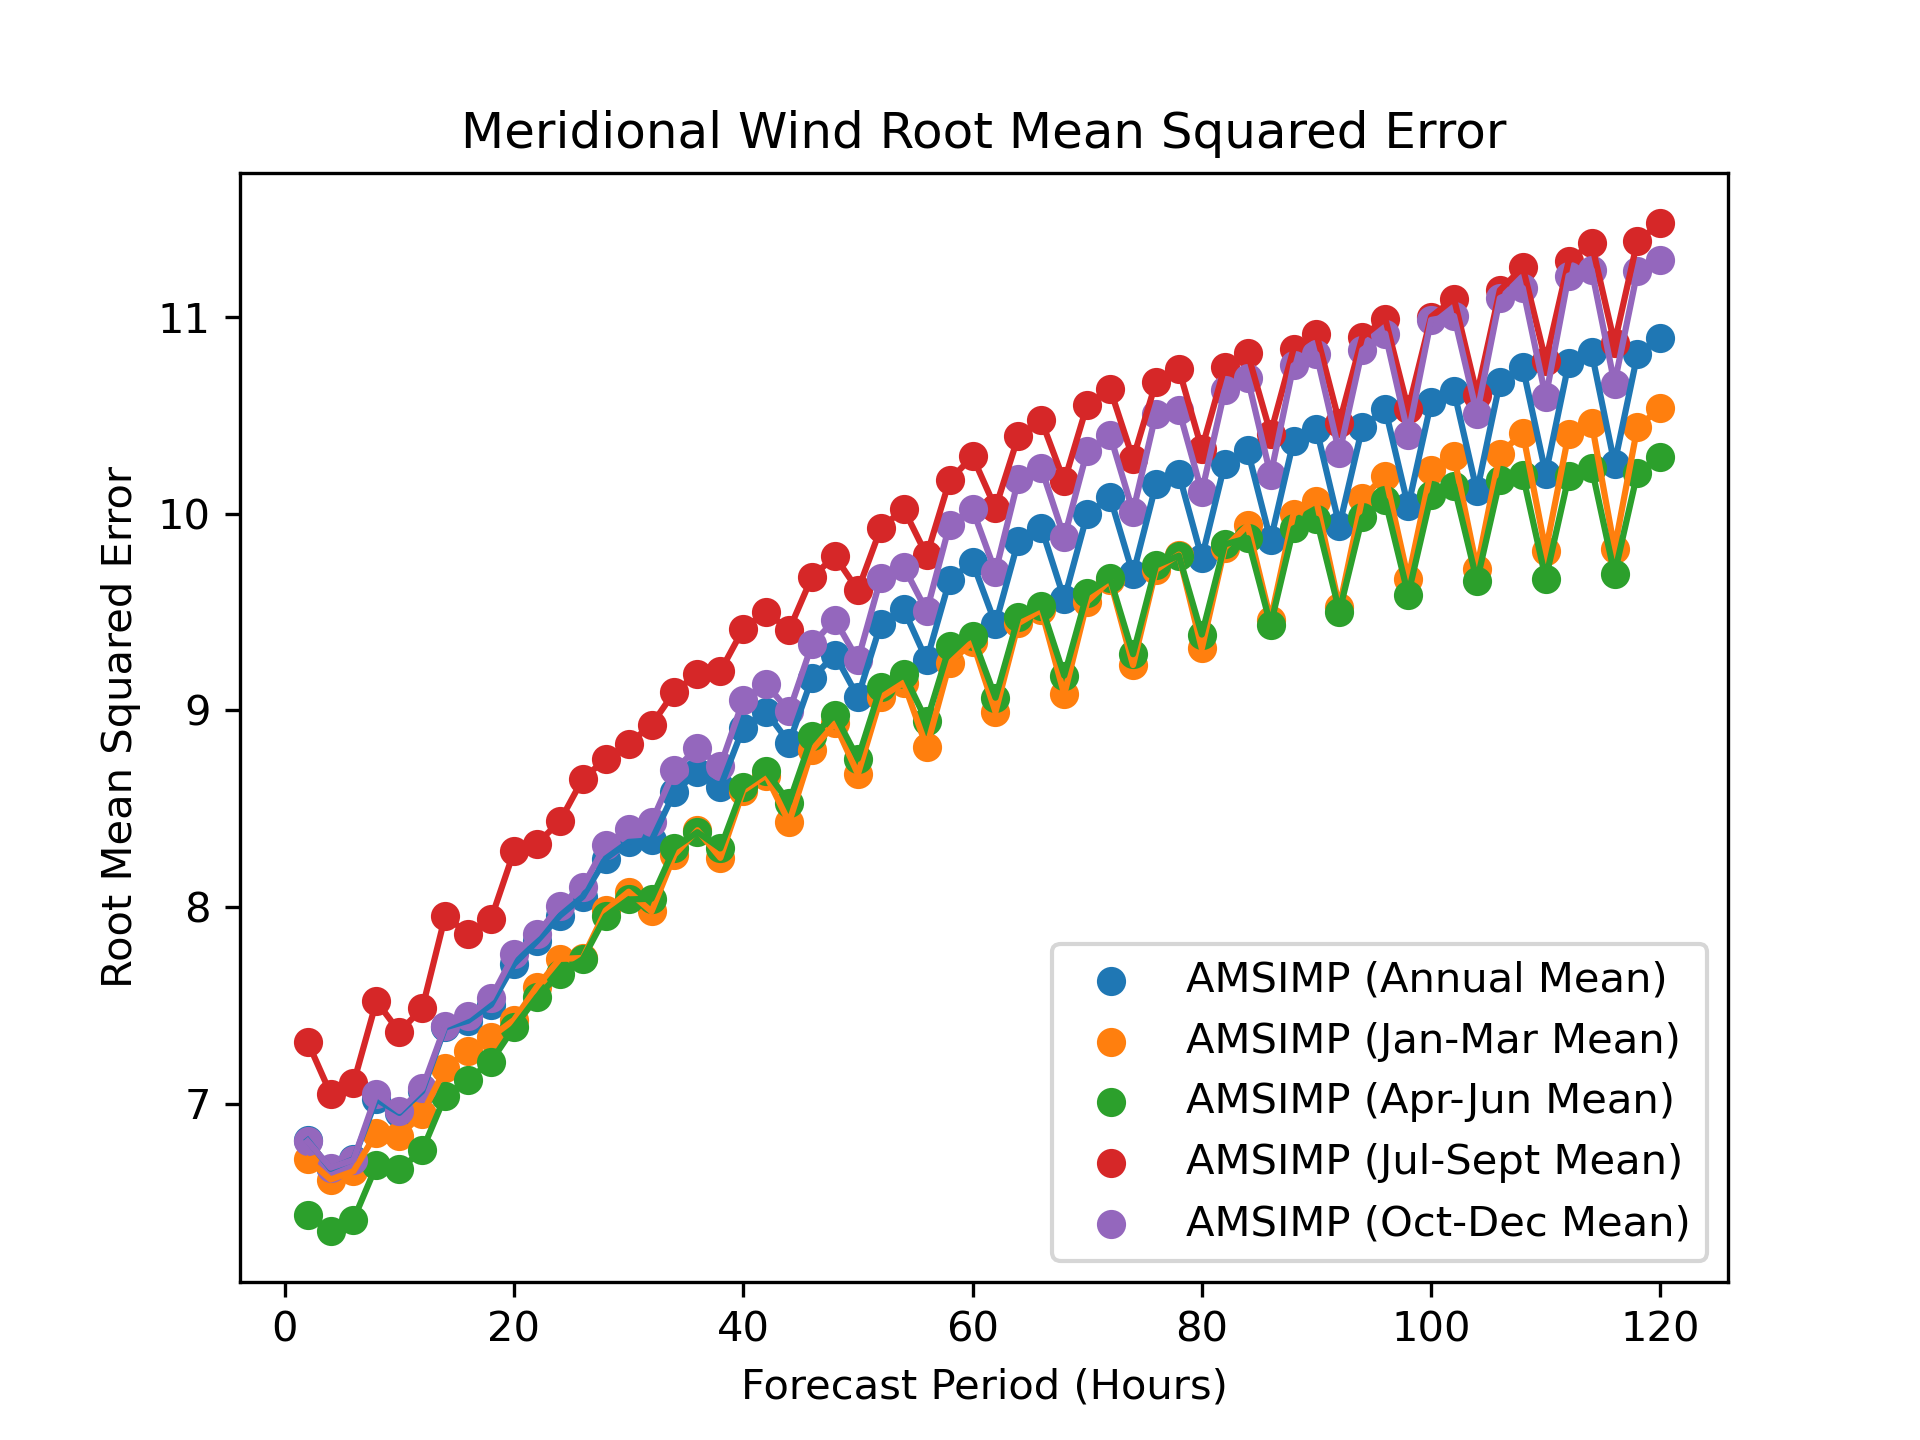 Meridional Wind Root Mean Squared Error
Root Mean Squared Error
11
10
9
8
7
0 20 40 60 80 100 120
Forecast Period (Hours)
AMSIMP (Annual Mean)
AMSIMP (Jan-Mar Mean)
AMSIMP (Apr-Jun Mean)
AMSIMP (Jul-Sept Mean)
AMSIMP (Oct-Dec Mean)